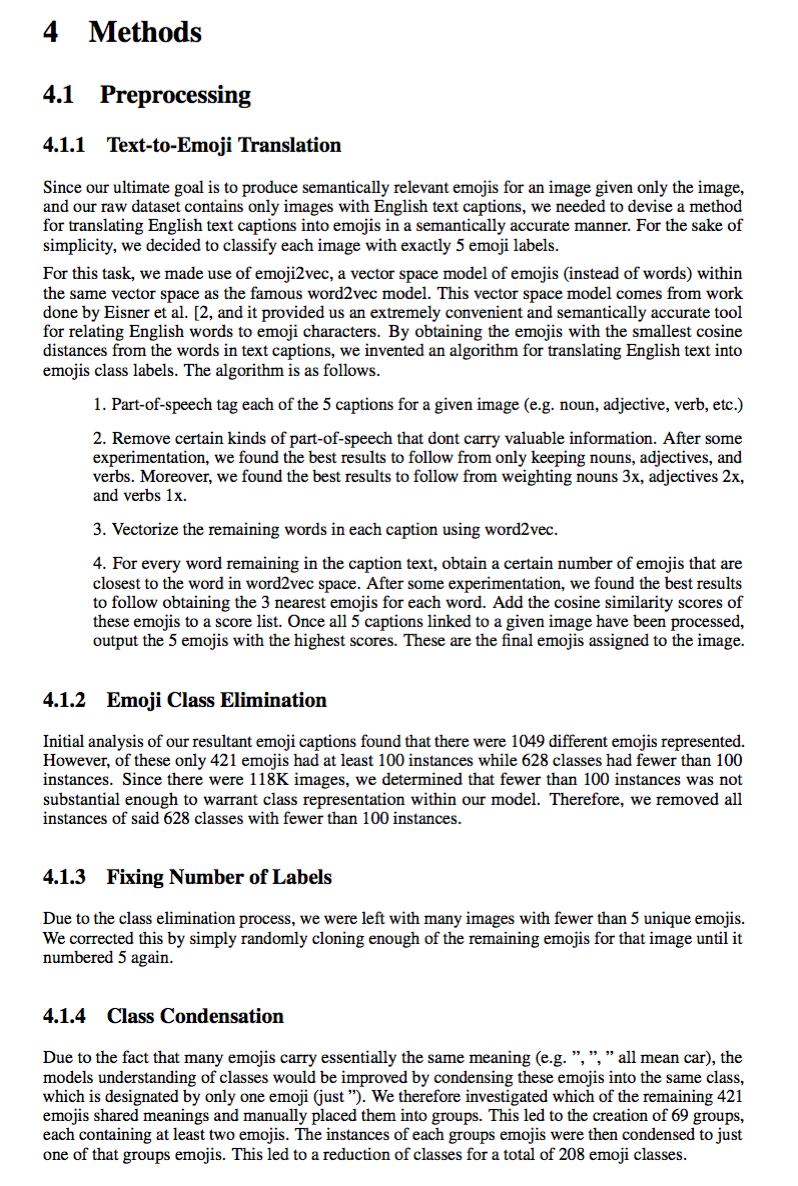 4 Methods
4.1 Preprocessing
4.1.1 Text-to-Emoji Translation
Since our ultimate goal is to produce semantically relevant emojis for an image given only the image,
and our raw dataset contains only images with English text captions, we needed to devise a method
for translating English text captions into emojis in a semantically accurate manner. For the sake of
simplicity, we decided to classify each image with exactly 5 emoji labels.
For this task, we made use of emoji2vec, a vector space model of emojis (instead of words) within
the same vector space as the famous word2vec model. This vector space model comes from work
done by Eisner et al. [2, and it provided us an extremely convenient and semantically accurate tool
for relating English words to emoji characters. By obtaining the emojis with the smallest cosine
distances from the words in text captions, we invented an algorithm for translating English text into
emojis class labels. The algorithm is as follows.
1. Part-of-speech tag each of the 5 captions for a given image (e.g. noun, adjective, verb, etc.)
2. Remove certain kinds of part-of-speech that dont carry valuable information. After some
experimentation, we found the best results to follow from only keeping nouns, adjectives, and
verbs. Moreover, we found the best results to follow from weighting nouns 3x, adjectives 2x,
and verbs 1x.
3. Vectorize the remaining words in each caption using word2vec.
4. For every word remaining in the caption text, obtain a certain number of emojis that are
closest to the word in word2vec space. After some experimentation, we found the best results
to follow obtaining the 3 nearest emojis for each word. Add the cosine similarity scores of
these emojis to a score list. Once all 5 captions linked to a given image have been processed,
output the 5 emojis with the highest scores. These are the final emojis assigned to the image.
4.1.2 Emoji Class Elimination
Initial analysis of our resultant emoji captions found that there were 1049 different emojis represented.
However, of these only 421 emojis had at least 100 instances while 628 classes had fewer than 100
instances. Since there were 118K images, we determined that fewer than 100 instances was not
substantial enough to warrant class representation within our model. Therefore, we removed all
instances of said 628 classes with fewer than 100 instances.
4.1.3 Fixing Number of Labels
Due to the class elimination process, we were left with many images with fewer than 5 unique emojis.
We corrected this by simply randomly cloning enough of the remaining emojis for that image until it
numbered 5 again.
4.1.4 Class Condensation
Due to the fact that many emojis carry essentially the same meaning (e.g. ”, ”, ” all mean car), the
models understanding of classes would be improved by condensing these emojis into the same class,
which is designated by only one emoji (just ”). We therefore investigated which of the remaining 421
emojis shared meanings and manually placed them into groups. This led to the creation of 69 groups,
each containing at least two emojis. The instances of each groups emojis were then condensed to just
one of that groups emojis. This led to a reduction of classes for a total of 208 emoji classes.